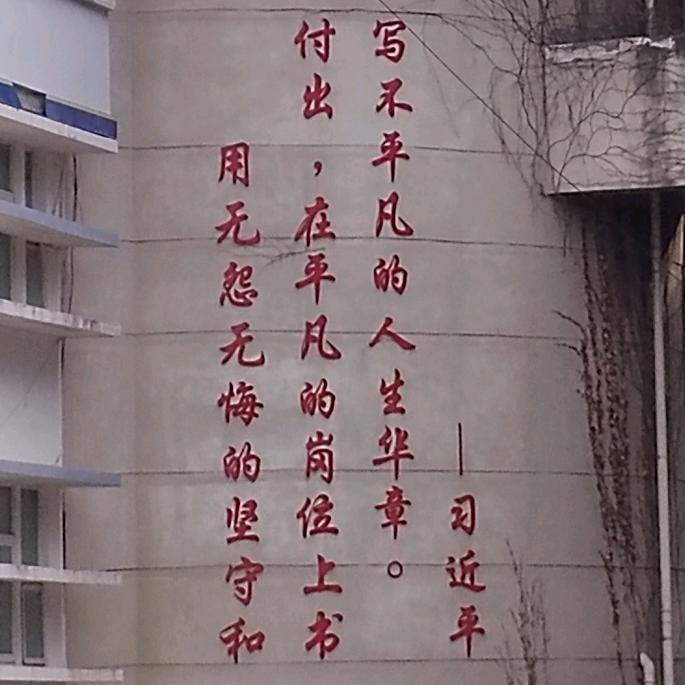 用无怨无悔的坚守和
付出，在平凡的岗位上书
写不平凡的人生华章。
—习近平